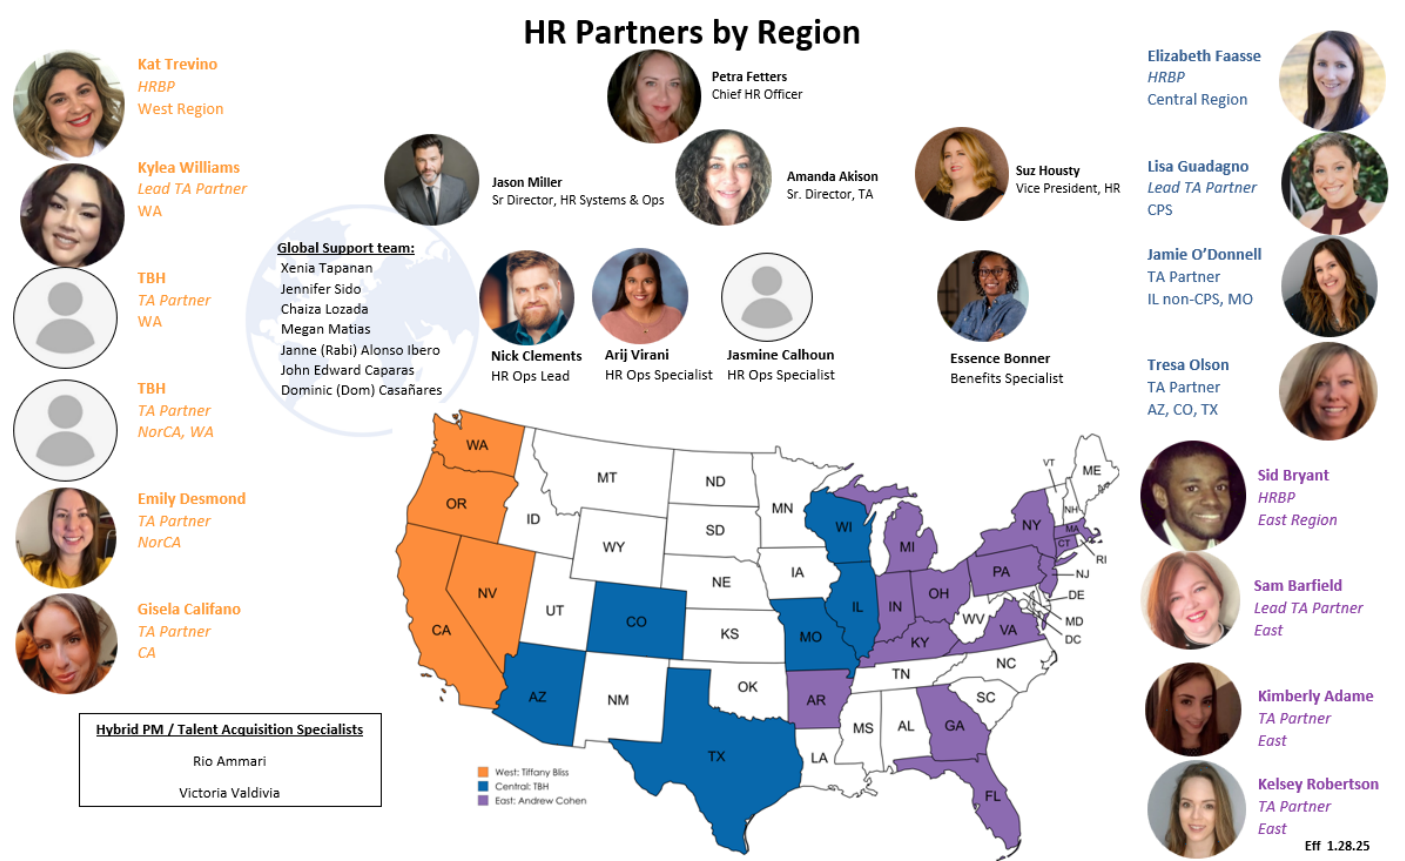 HR Partners by Region
Kat Trevino
HRBP
West Region
Kylea Williams
Lead TA Partner
WA
TBH
TA Partner
WA
TBH
TA Partner
NorCA, WA
Emily Desmond
TA Partner
NorCA
Gisela Califano
TA Partner
CA
Hybrid PM / Talent Acquisition Specialists
Rio Ammari
Victoria Valdivia
Petra Fetters
Chief HR Officer
Jason Miller
Sr Director, HR Systems & Ops
Amanda Akison
Sr. Director, TA
Suz Housty
Vice President, HR
Global Support team:
Xenia Tapanan
Jennifer Sido
Chaiza Lozada
Megan Matias
Janne (Rabi) Alonso Ibero
John Edward Caparas
Dominic (Dom) Casañares
Nick Clements
HR Ops Lead
Arij Virani
HR Ops Specialist
Jasmine Calhoun
HR Ops Specialist
Essence Bonner
Benefits Specialist
WA
OR
CA
NV
ID
MT
WY
UT
AZ
CO
NM
ND
SD
NE
KS
OK
TX
MN
IA
MO
AR
LA
WI
IL
MI
IN
OH
KY
TN
MS
AL
GA
FL
SC
NC
VA
WV
PA
NY
VT
NH
ME
MA
CT
RI
NJ
DE
MD
DC
West: Tiffany Bliss
Central: TBH
East: Andrew Cohen
Elizabeth Faasse
HRBP
Central Region
Lisa Guadagno
Lead TA Partner
CPS
Jamie O’Donnell
TA Partner
IL non-CPS, MO
Tresa Olson
TA Partner
AZ, CO, TX
Sid Bryant
HRBP
East Region
Sam Barfield
Lead TA Partner
East
Kimberly Adame
TA Partner
East
Kelsey Robertson
TA Partner
East
Eff 1.28.25